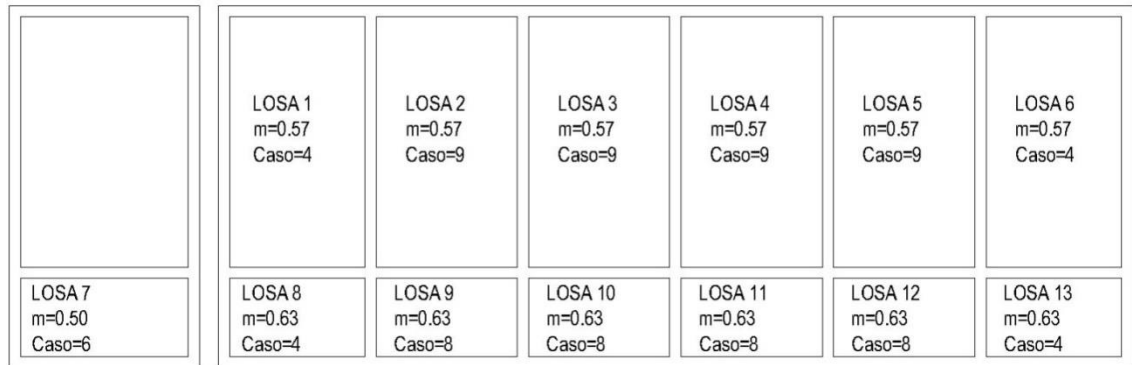 LOSA 1
m=0.57
Caso=4
LOSA 2
m=0.57
Caso=9
LOSA 3
m=0.57
Caso=9
LOSA 4
m=0.57
Caso=9
LOSA 5
m=0.57
Caso=9
LOSA 6
m=0.57
Caso=4
LOSA 7
m=0.50
Caso=6
LOSA 8
m=0.63
Caso=4
LOSA 9
m=0.63
Caso=8
LOSA 10
m=0.63
Caso=8
LOSA 11
m=0.63
Caso=8
LOSA 12
m=0.63
Caso=8
LOSA 13
m=0.63
Caso=4